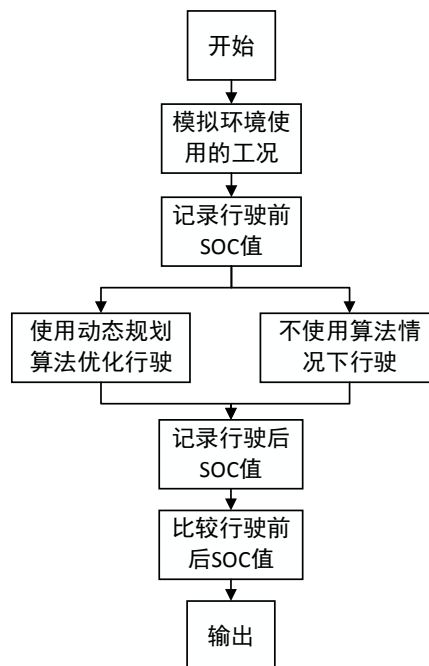 开始
模拟环境使
用的工况
记录行驶前
SOC值
使用动态规划
算法优化行驶
不使用算法情
况下行驶
记录行驶后
SOC值
比较行驶前
后SOC值
输出